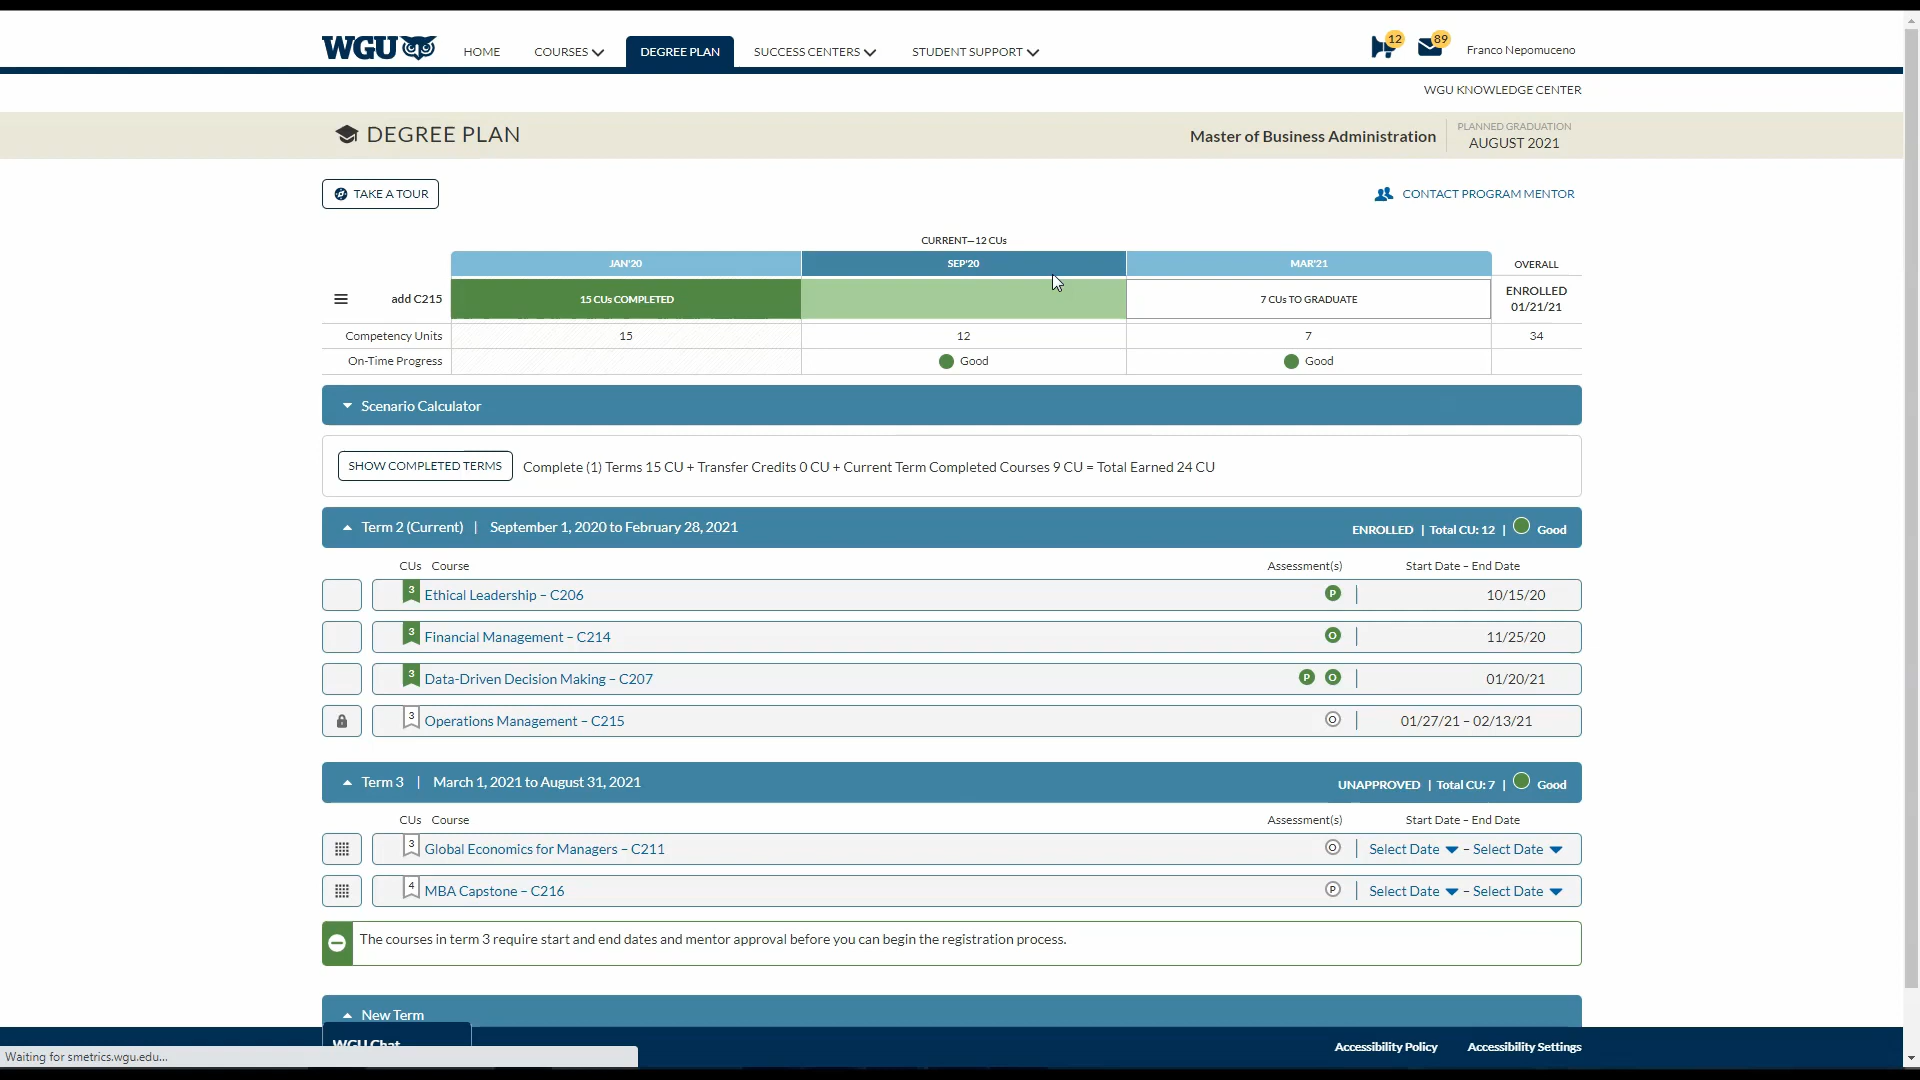 WGU HOME COURSES DEGREE PLAN SUCCESS CENTERS STUDENT SUPPORT 12 89 Franco Nepomuceno
WGU KNOWLEDGE CENTER
DEGREE PLAN Master of Business Administration PLANNED GRADUATION
AUGUST 2021
TAKE A TOUR CONTACT PROGRAM MENTOR
CURRENT—12 CUs
JAN'20 SEP'20 MAR'21 OVERALL
add C215 15 CUs COMPLETED 7 CUs TO GRADUATE ENROLLED
01/21/21
Competency Units 15 12 7 34
On-Time Progress Good Good
Scenario Calculator
SHOW COMPLETED TERMS Complete (1) Terms 15 CU + Transfer Credits 0 CU + Current Term Completed Courses 9 CU = Total Earned 24 CU
Term 2 (Current) | September 1, 2020 to February 28, 2021 ENROLLED | Total CU: 12 | Good
CUs Course Assessment(s) Start Date – End Date
3 Ethical Leadership – C206 P | 10/15/20
3 Financial Management – C214 O | 11/25/20
3 Data-Driven Decision Making – C207 P O | 01/20/21
3 Operations Management – C215 O | 01/27/21 – 02/13/21
Term 3 | March 1, 2021 to August 31, 2021 UNAPPROVED | Total CU: 7 | Good
CUs Course Assessment(s) Start Date – End Date
3 Global Economics for Managers – C211 O | Select Date – Select Date
4 MBA Capstone – C216 P | Select Date – Select Date
The courses in term 3 require start and end dates and mentor approval before you can begin the registration process.
New Term
WGU Chat Accessibility Policy Accessibility Settings
Waiting for smetrics.wgu.edu...